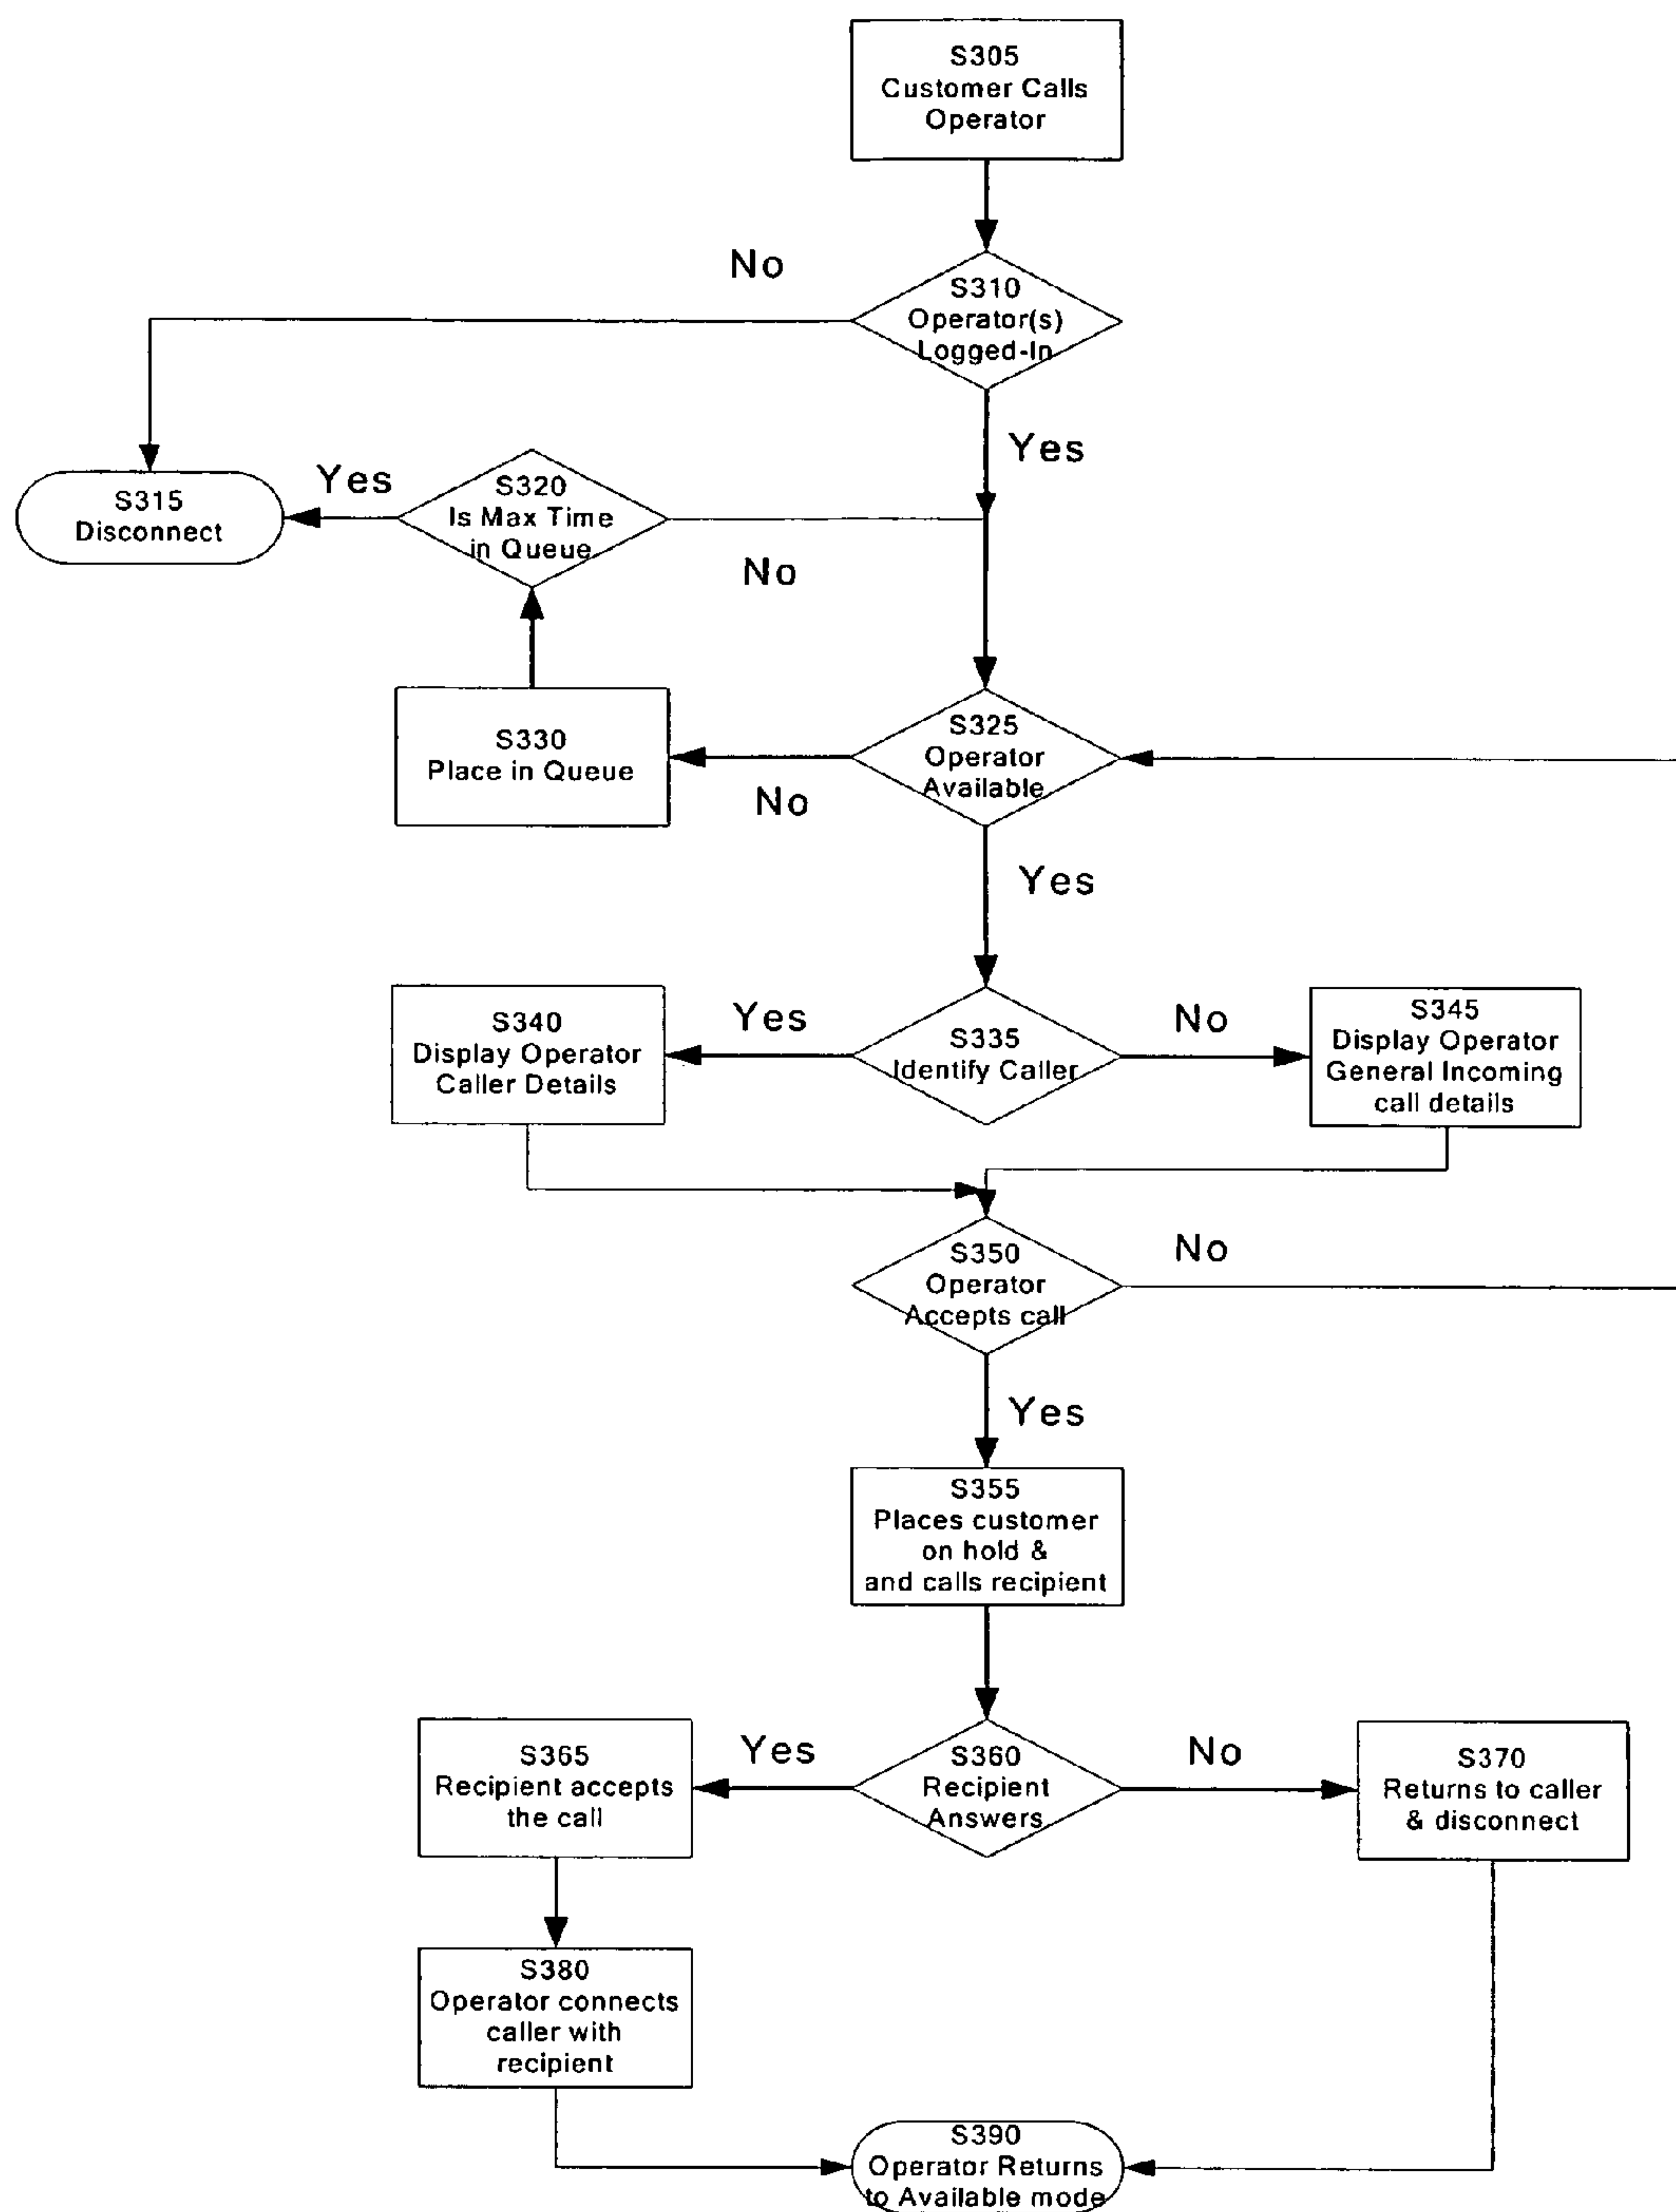 S305
Customer Calls
Operator
No
S310
Operator(s)
Logged-In
Yes
Yes
S320
Is Max Time
in Queue
S315
Disconnect
No
S325
Operator
Available
S330
Place in Queue
No
Yes
S340
Display Operator
Caller Details
Yes
S335
Identify Caller
No
S345
Display Operator
General Incoming
call details
S350
Operator
Accepts call
No
Yes
S355
Places customer
on hold &
and calls recipient
S365
Recipient accepts
the call
Yes
S360
Recipient
Answers
No
S370
Returns to caller
& disconnect
S380
Operator connects
caller with
recipient
S390
Operator Returns
to Available mode